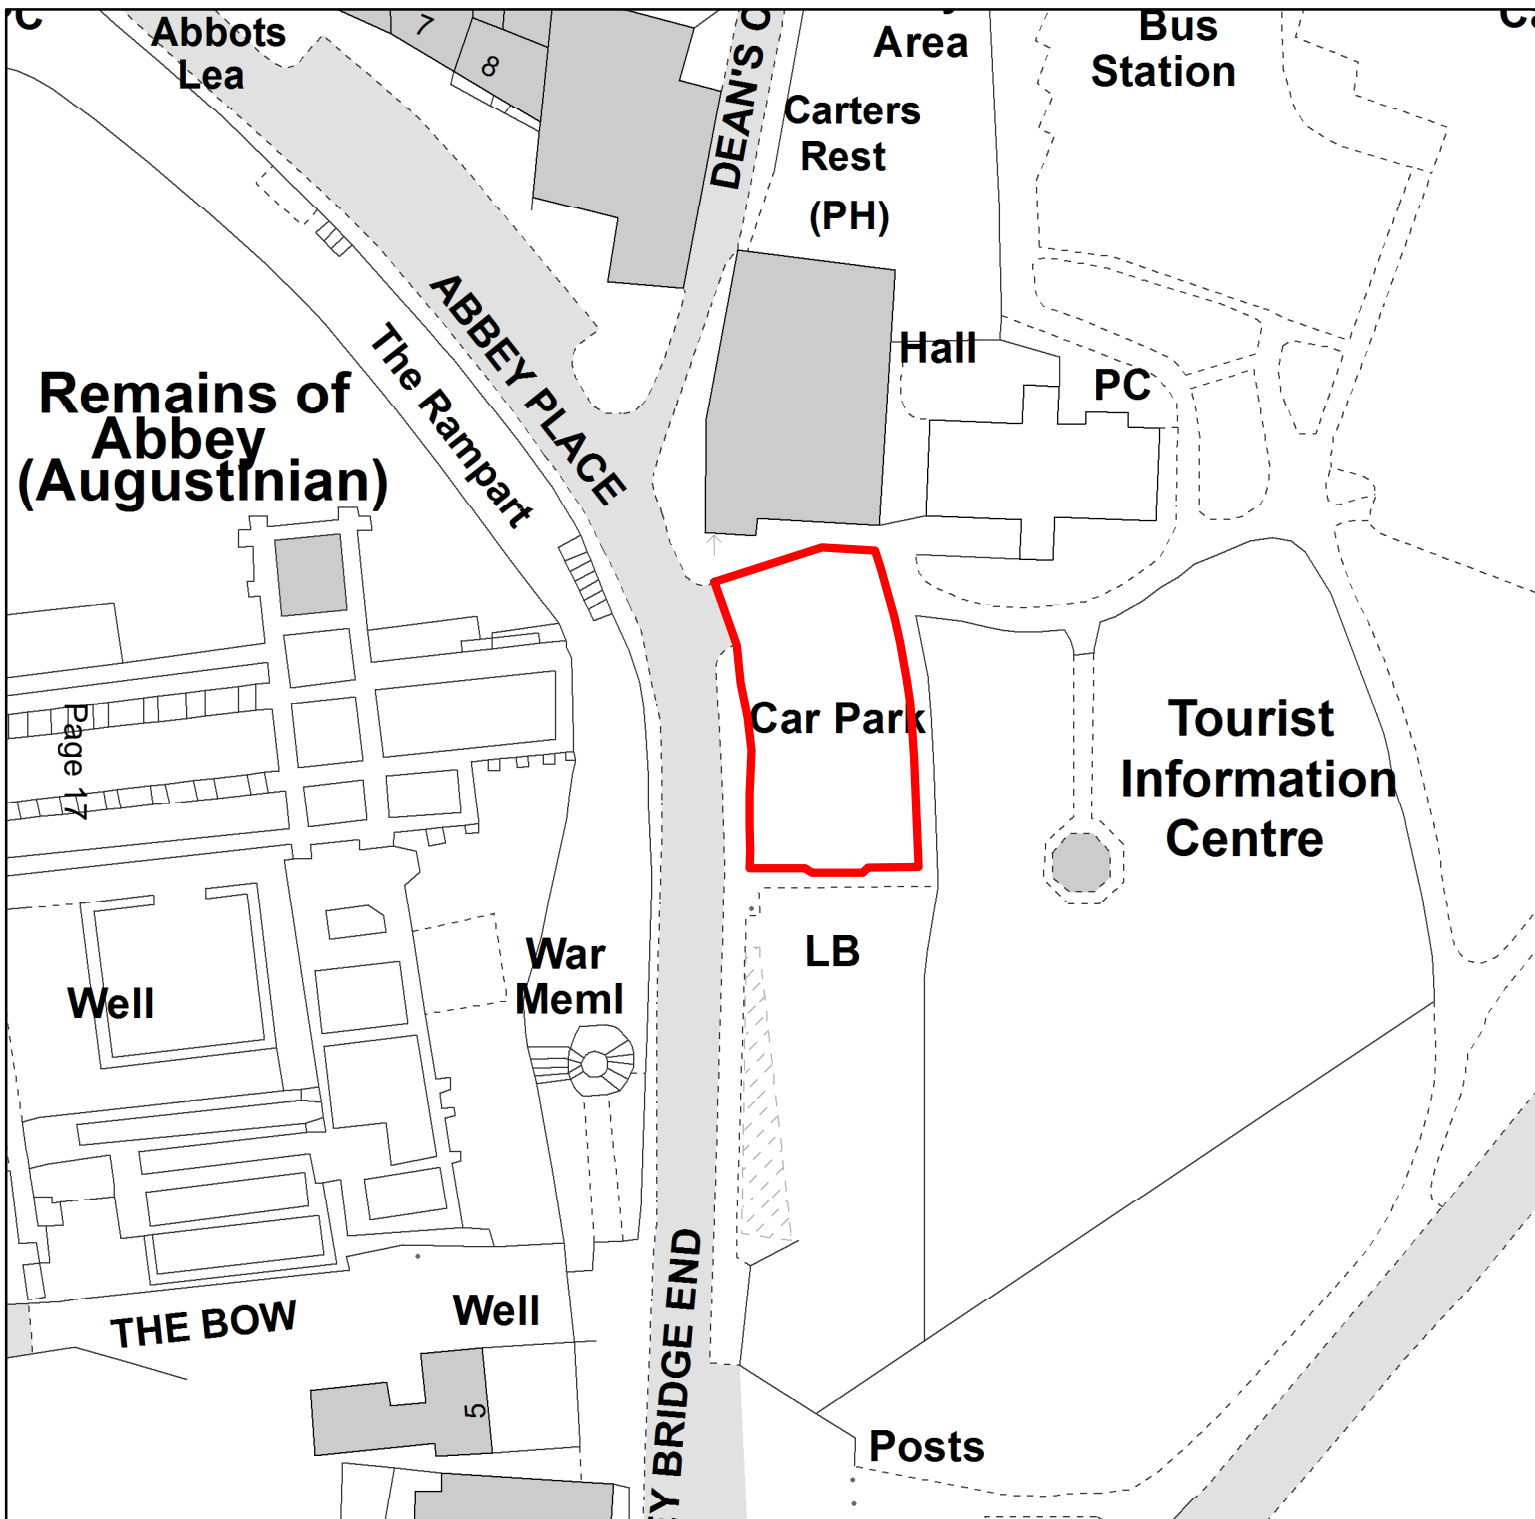 Abbots
Lea
7
8
DEAN'S
Area
Bus
Station
Carters
Rest
(PH)
ABBEY PLACE
The Rampart
Hall
PC
Remains of
Abbey
(Augustinian)
Page 17
Car Park
Tourist
Information
Centre
LB
War
Meml
Well
THE BOW
Well
BRIDGE END
5
Posts